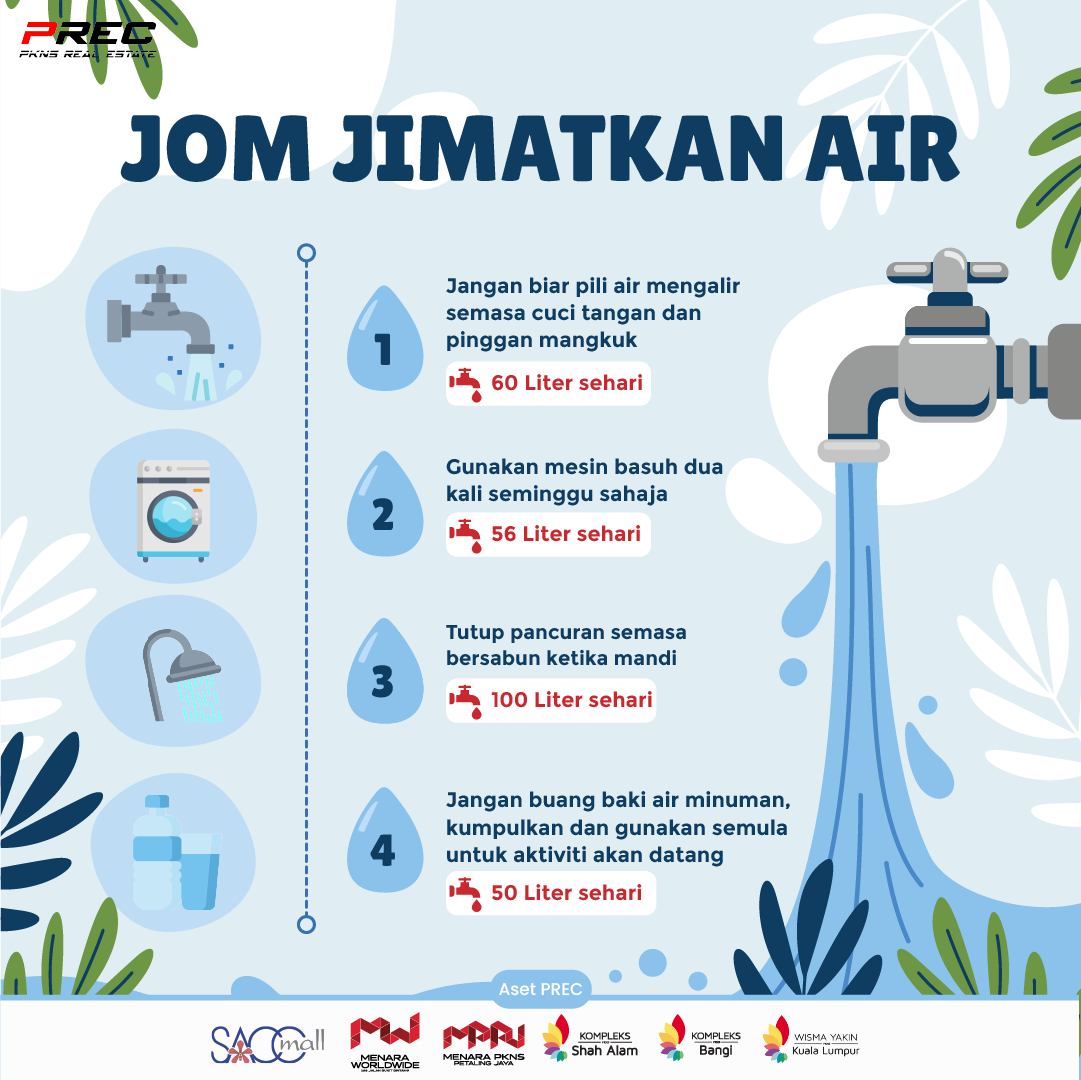 PREC
PKNS REAL ESTATE
JOM JIMATKAN AIR
1
Jangan biar pili air mengalir
semasa cuci tangan dan
pinggan mangkuk
60 Liter sehari
2
Gunakan mesin basuh dua
kali seminggu sahaja
56 Liter sehari
3
Tutup pancuran semasa
bersabun ketika mandi
100 Liter sehari
4
Jangan buang baki air minuman,
kumpulkan dan gunakan semula
untuk aktiviti akan datang
50 Liter sehari
Aset PREC
SACC mall
MENARA
WORLDWIDE
MENARA PKNS
PETALING JAYA
KOMPLEKS
Shah Alam
KOMPLEKS
Bangi
WISMA YAKIN
Kuala Lumpur